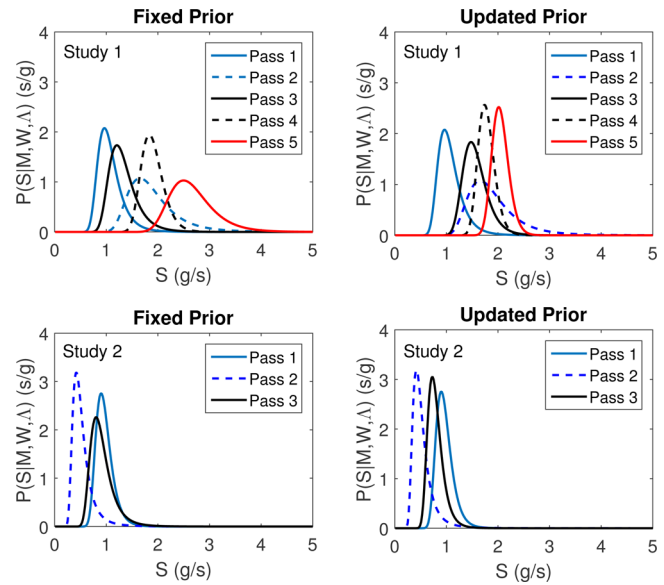 Fixed Prior
Study 1
Pass 1
Pass 2
Pass 3
Pass 4
Pass 5
P(S|M,W,Λ) (s/g)
4
3
2
1
0
0 1 2 3 4 5
S (g/s)
Updated Prior
Study 1
Pass 1
Pass 2
Pass 3
Pass 4
Pass 5
P(S|M,W,Λ) (s/g)
4
3
2
1
0
0 1 2 3 4 5
S (g/s)
Fixed Prior
Study 2
Pass 1
Pass 2
Pass 3
P(S|M,W,Λ) (s/g)
4
3
2
1
0
0 1 2 3 4 5
S (g/s)
Updated Prior
Study 2
Pass 1
Pass 2
Pass 3
P(S|M,W,Λ) (s/g)
4
3
2
1
0
0 1 2 3 4 5
S (g/s)